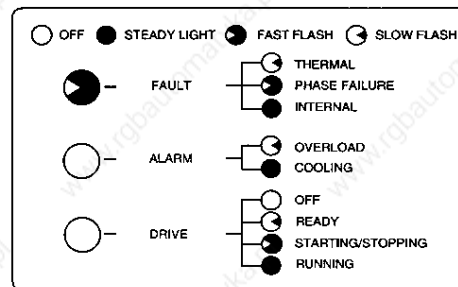 OFF STEADY LIGHT FAST FLASH SLOW FLASH
THERMAL
FAULT PHASE FAILURE
INTERNAL
OVERLOAD
ALARM
COOLING
OFF
READY
DRIVE
STARTING/STOPPING
RUNNING